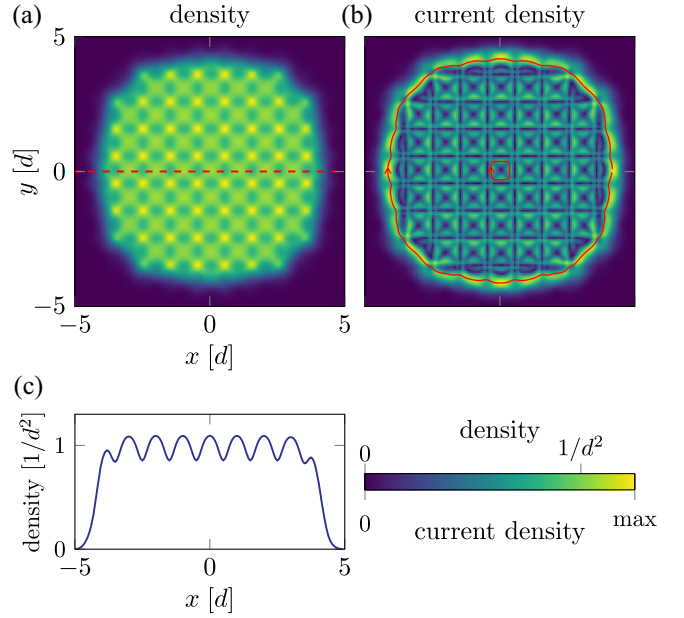 (a) density
(b) current density
5
0
−5
y [d]
−5 0 5
x [d]
(c)
density [1/d²]
1
0
−5 0 5
x [d]
density
0 1/d²
0 max
current density